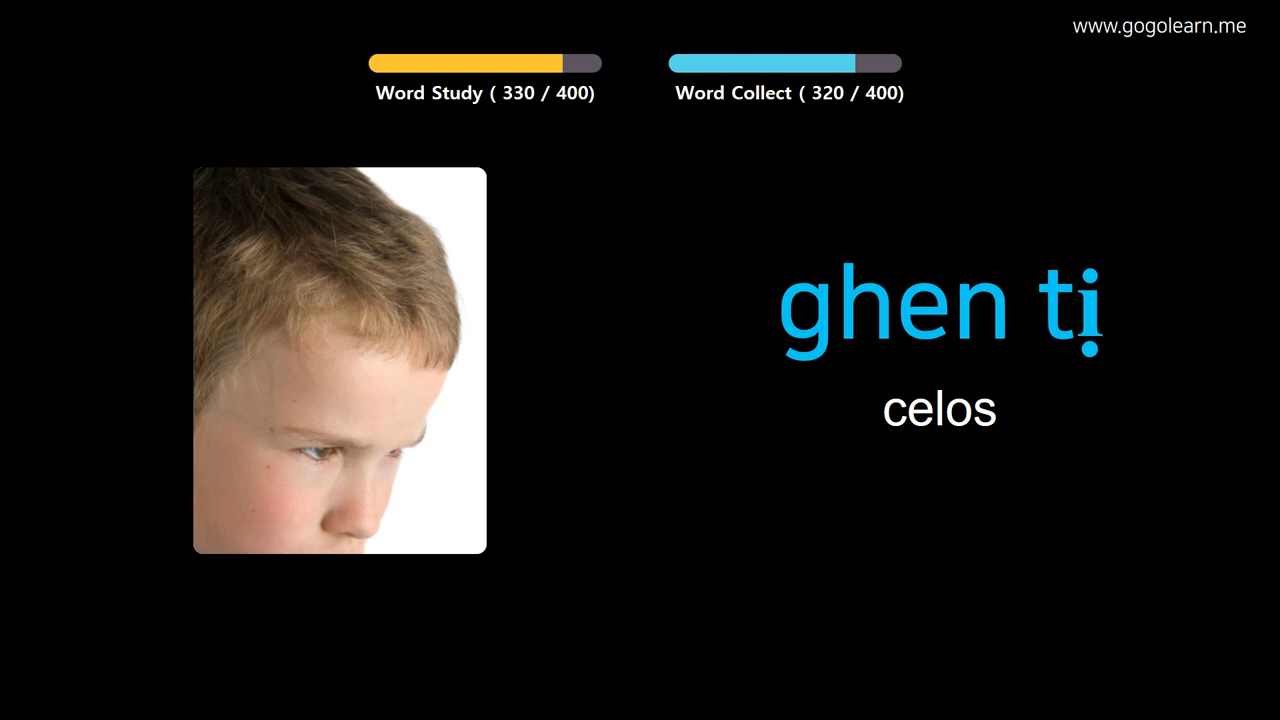 www.gogolearn.me
Word Study ( 330 / 400)
Word Collect ( 320 / 400)
ghen tị
celos